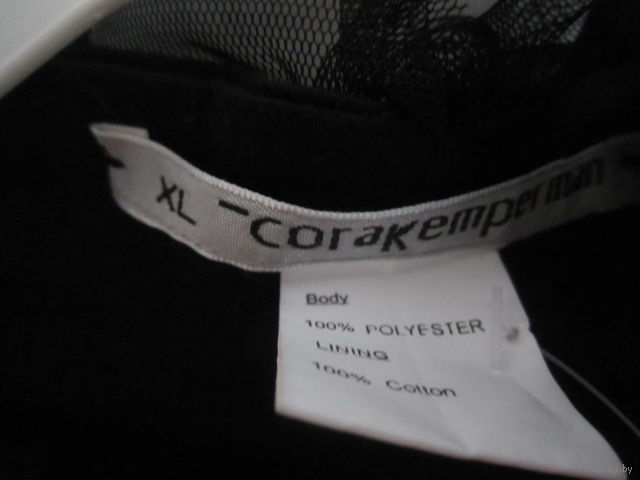 XL -corakemperman
Body
100% POLYESTER
LINING
100% Cotton